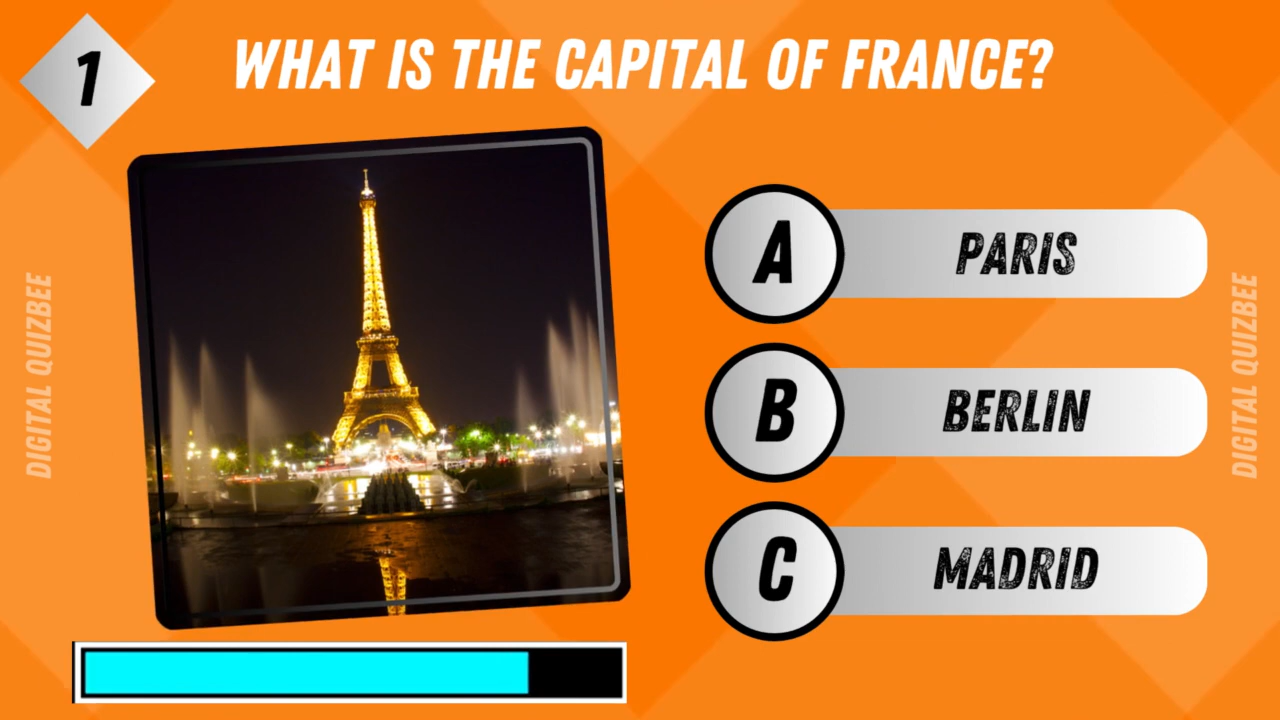 1
WHAT IS THE CAPITAL OF FRANCE?
A PARIS
B BERLIN
C MADRID
DIGITAL QUIZBEE
DIGITAL QUIZBEE